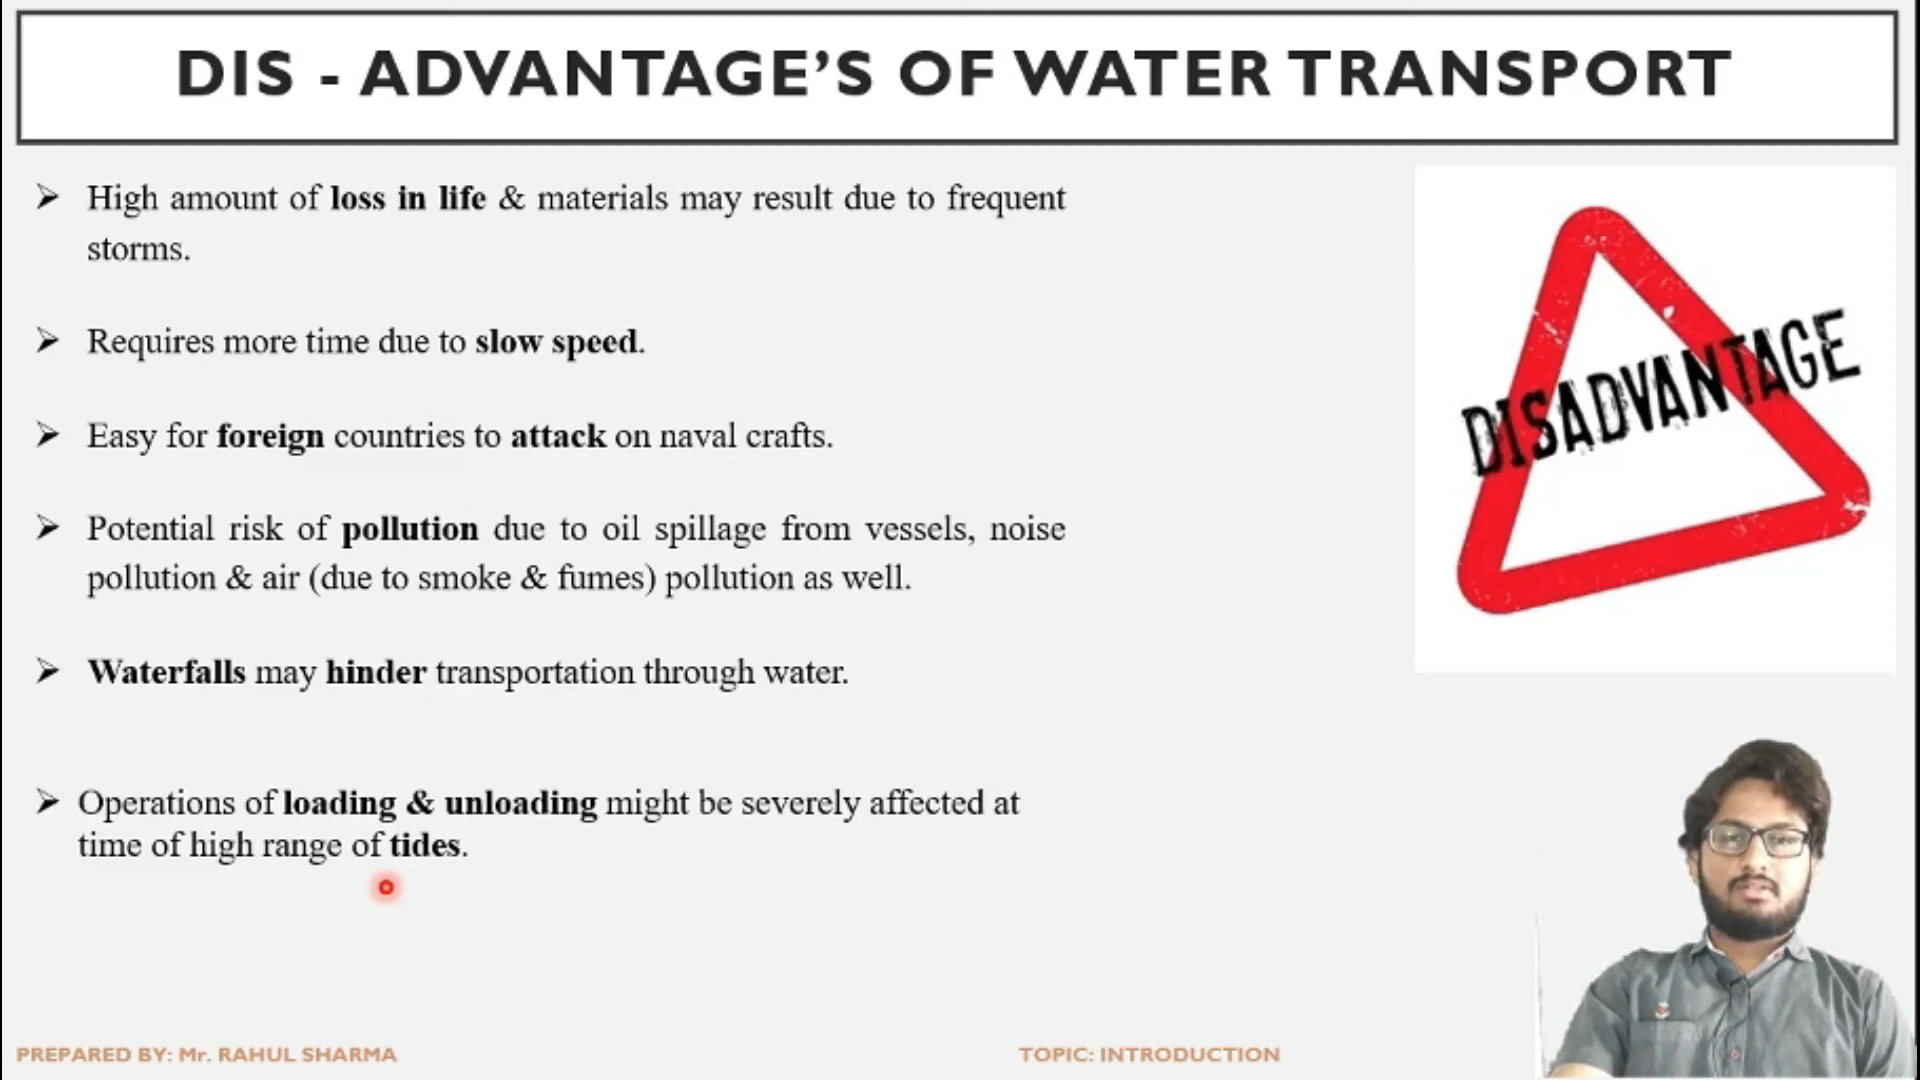 DIS - ADVANTAGE’S OF WATER TRANSPORT
High amount of loss in life & materials may result due to frequent
storms.
Requires more time due to slow speed.
Easy for foreign countries to attack on naval crafts.
Potential risk of pollution due to oil spillage from vessels, noise
pollution & air (due to smoke & fumes) pollution as well.
Waterfalls may hinder transportation through water.
Operations of loading & unloading might be severely affected at
time of high range of tides.
DISADVANTAGE
PREPARED BY: Mr. RAHUL SHARMA
TOPIC: INTRODUCTION